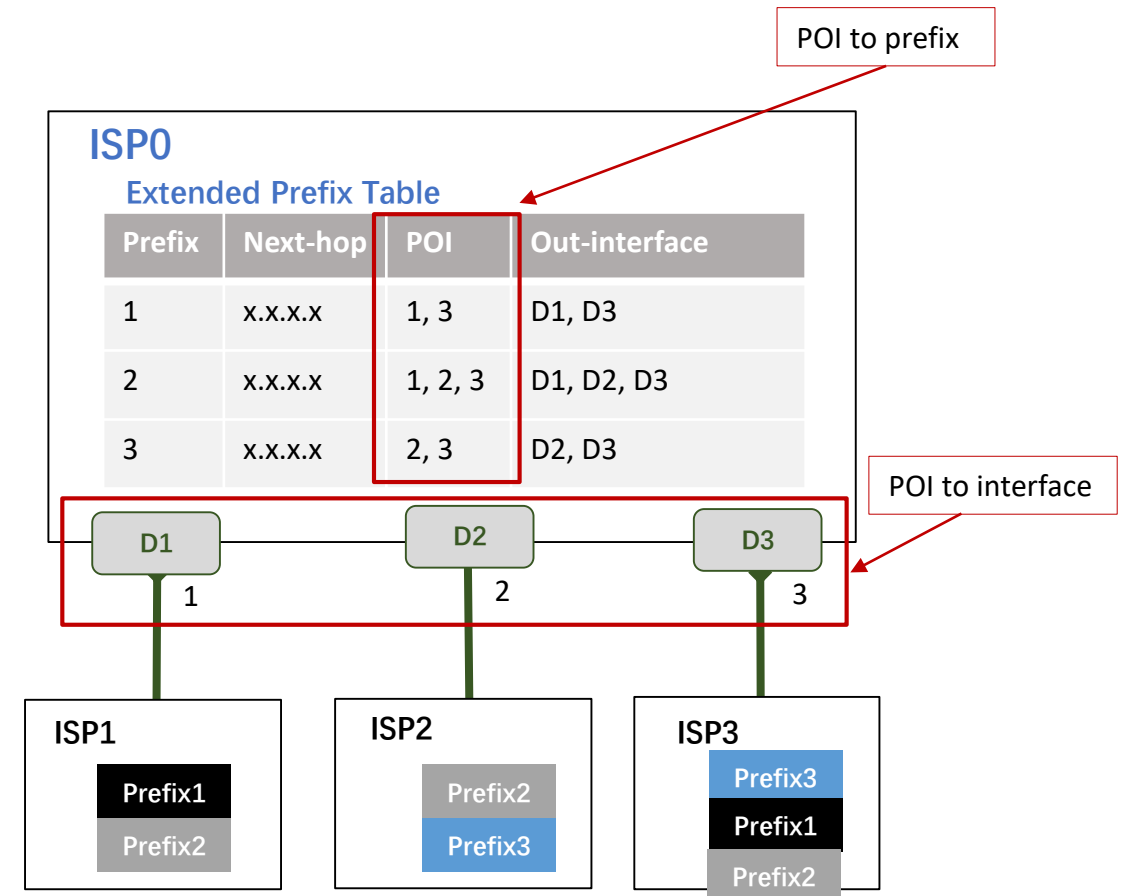 POI to prefix
ISP0
Extended Prefix Table
Prefix Next-hop POI Out-interface
1 x.x.x.x 1, 3 D1, D3
2 x.x.x.x 1, 2, 3 D1, D2, D3
3 x.x.x.x 2, 3 D2, D3
POI to interface
D1 D2 D3
1 2 3
ISP1
Prefix1
Prefix2
ISP2
Prefix2
Prefix3
ISP3
Prefix3
Prefix1
Prefix2